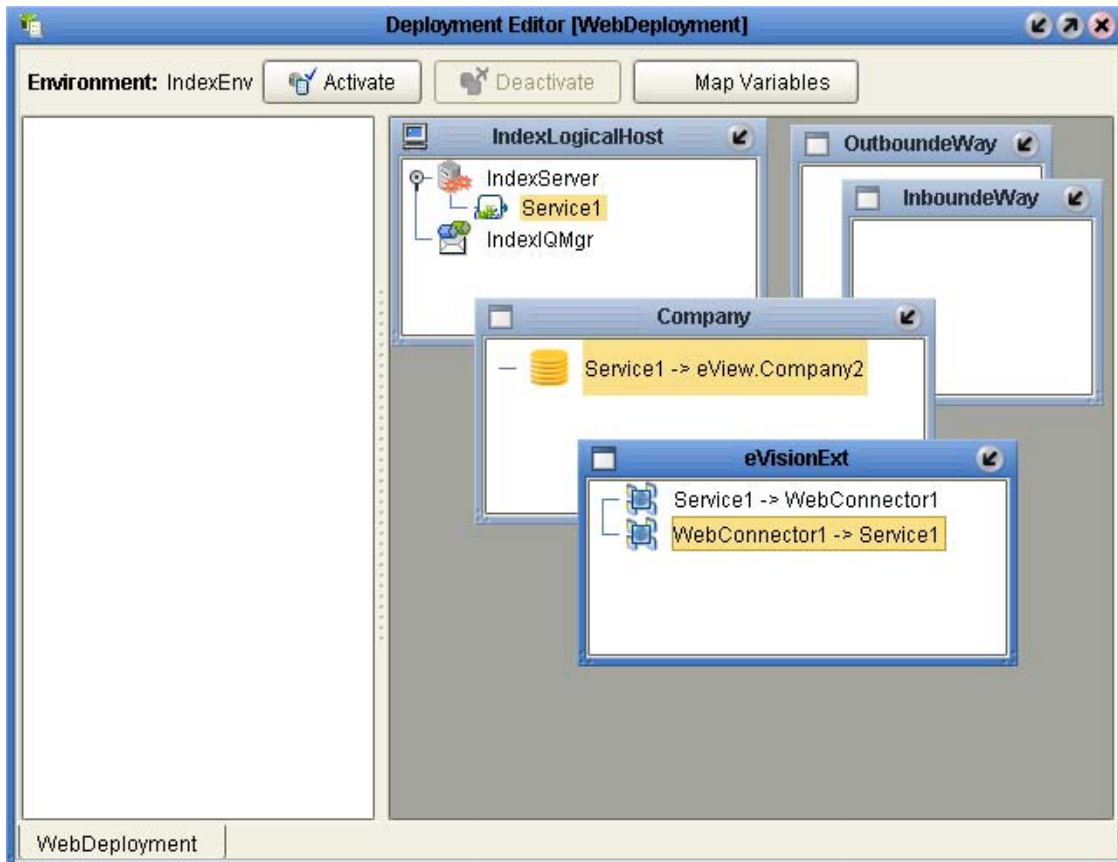 Deployment Editor [WebDeployment]
Environment: IndexEnv Activate Deactivate Map Variables
IndexLogicalHost
IndexServer
Service1
IndexIQMgr
OutboundeWay
InboundeWay
Company
Service1 -> eView.Company2
eVisionExt
Service1 -> WebConnector1
WebConnector1 -> Service1
WebDeployment